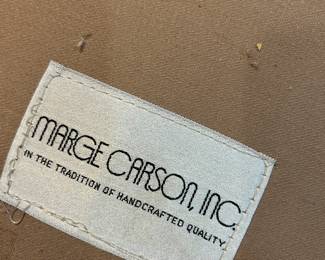 MARGE CARSON, INC.
IN THE TRADITION OF HANDCRAFTED QUALITY